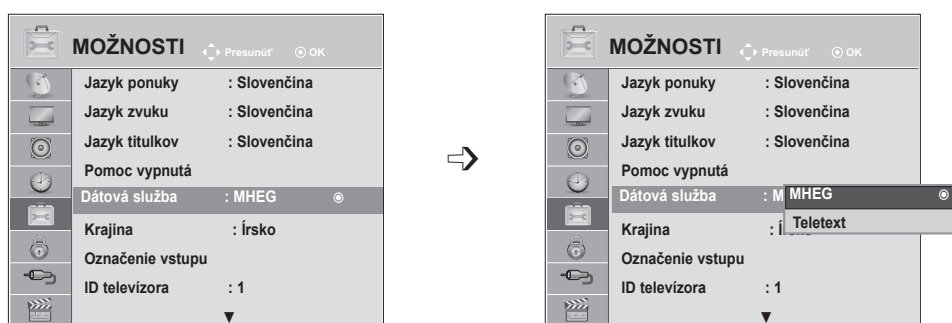 MOŽNOSTI Presunúť OK
Jazyk ponuky : Slovenčina
Jazyk zvuku : Slovenčina
Jazyk titulkov : Slovenčina
Pomoc vypnutá
Dátová služba : MHEG
Krajina : Írsko
Označenie vstupu
ID televízora : 1
MOŽNOSTI Presunúť OK
Jazyk ponuky : Slovenčina
Jazyk zvuku : Slovenčina
Jazyk titulkov : Slovenčina
Pomoc vypnutá
Dátová služba : M MHEG
Krajina : Teletext
Označenie vstupu
ID televízora : 1